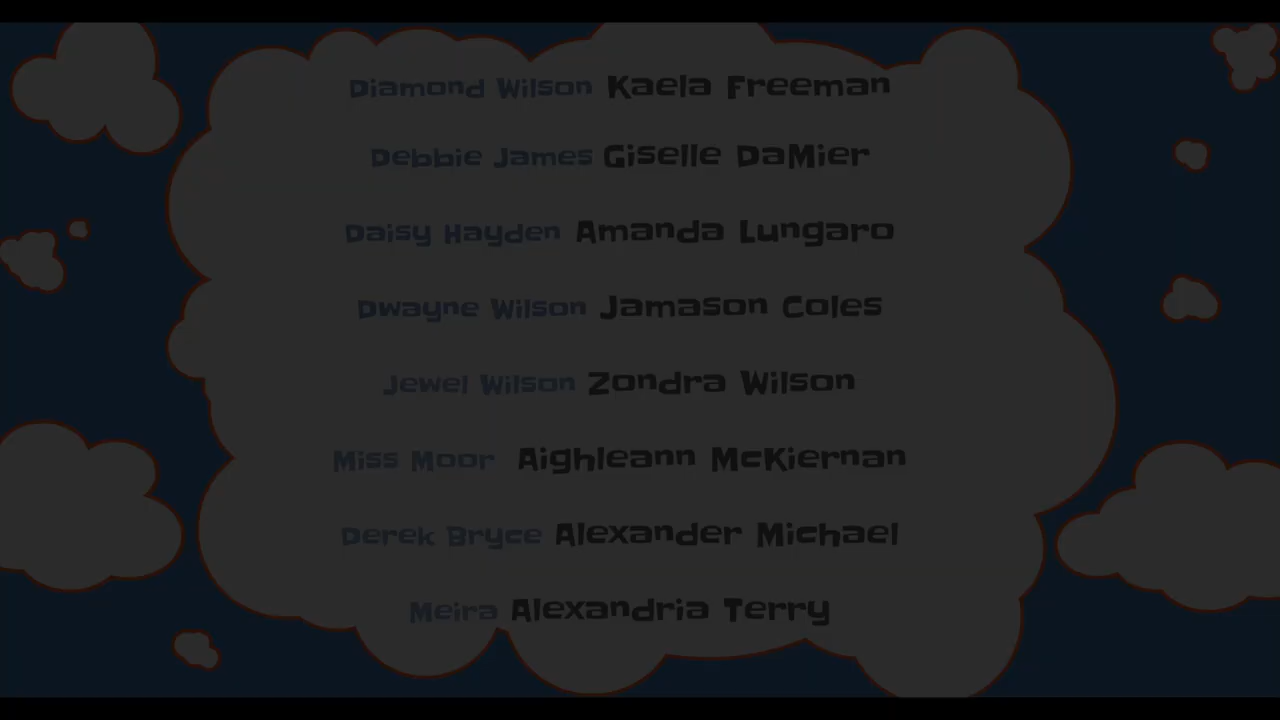 Diamond Wilson Kaela Freeman
Debbie James Giselle DaMier
Daisy Hayden Amanda Lungaro
Dwayne Wilson Jamason Coles
Jewel Wilson Zondra Wilson
Miss Moor Aighleann McKiernan
Derek Bryce Alexander Michael
Meira Alexandria Terry